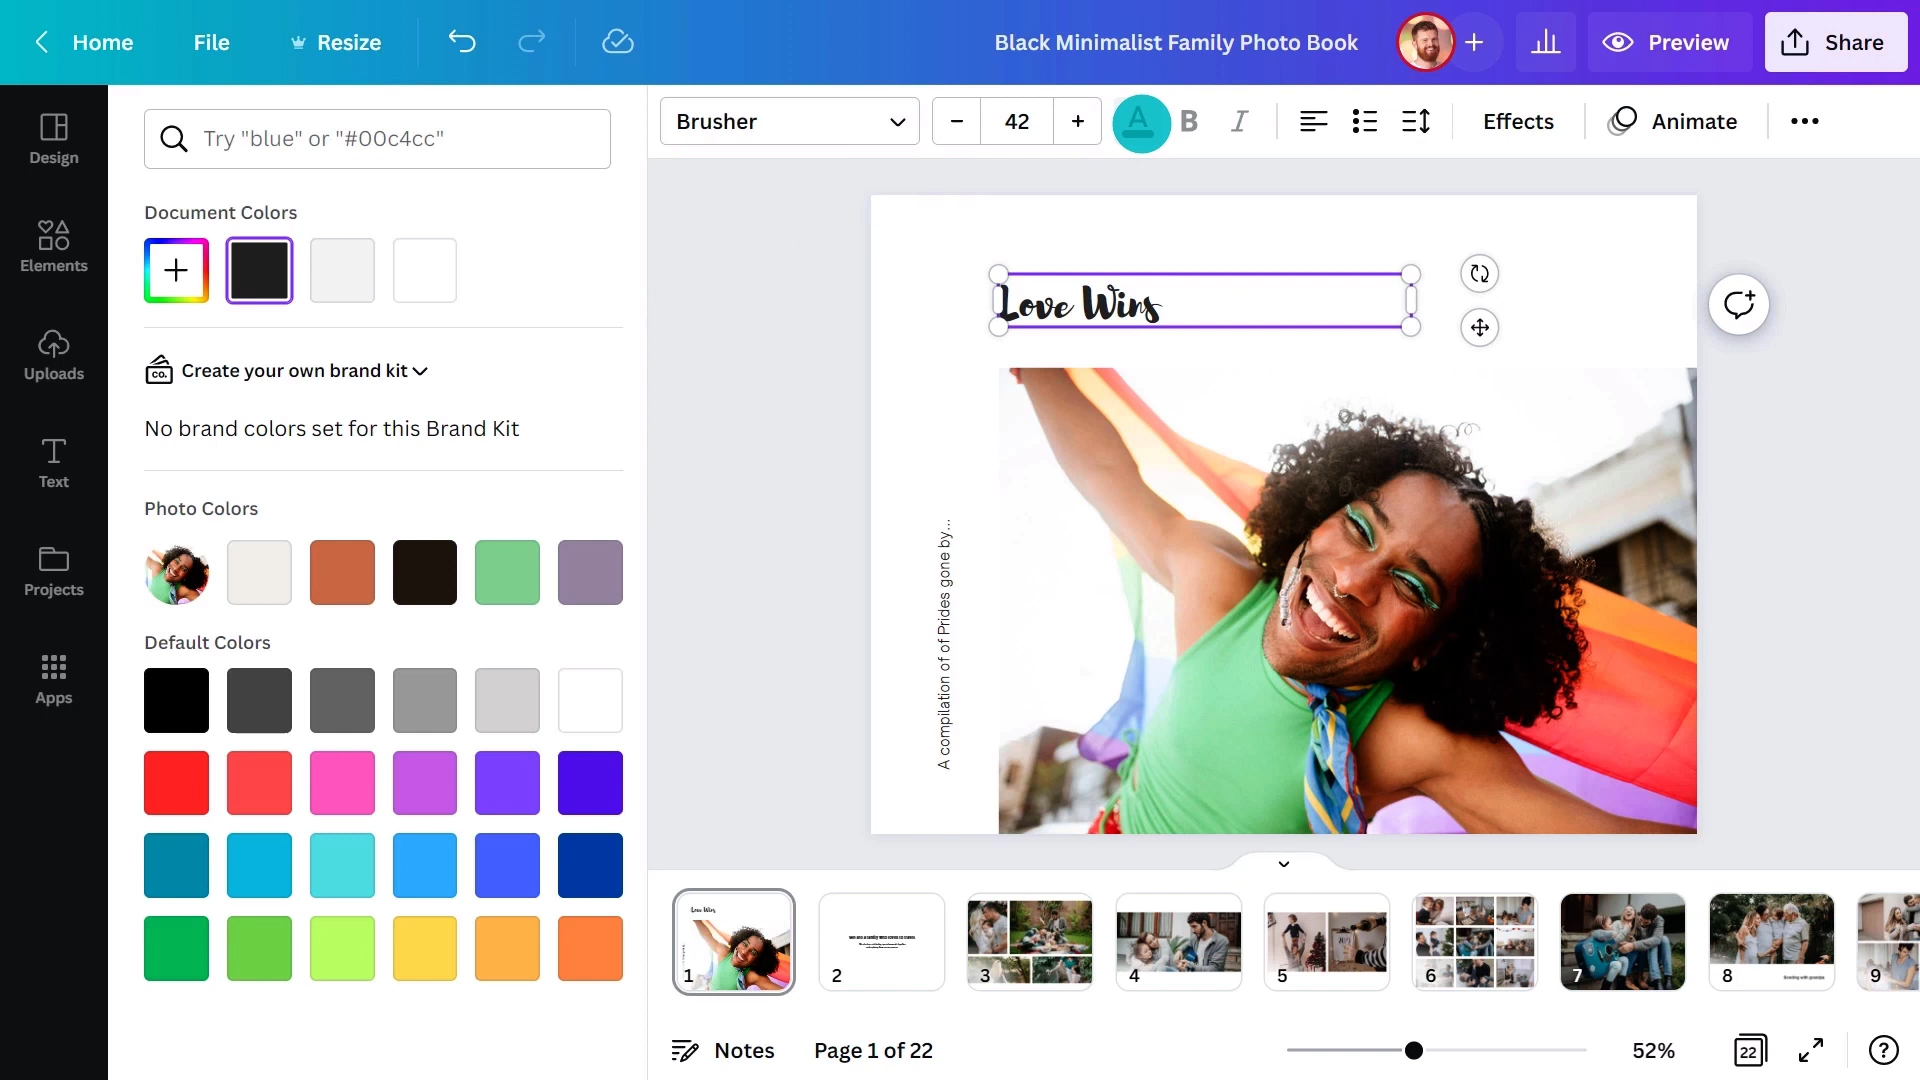 Home
File
Resize
Black Minimalist Family Photo Book
Preview
Share
Design
Elements
Uploads
Text
Projects
Apps
Try "blue" or "#00c4cc"
Document Colors
CO.
Create your own brand kit
No brand colors set for this Brand Kit
Photo Colors
Default Colors
Brusher
− 42 +
A
B
I
Effects
Animate
Love Wins
A compilation of of Prides gone by...
Love Wins
1
2
3
4
5
6
7
8
9
Notes
Page 1 of 22
52%
22
?